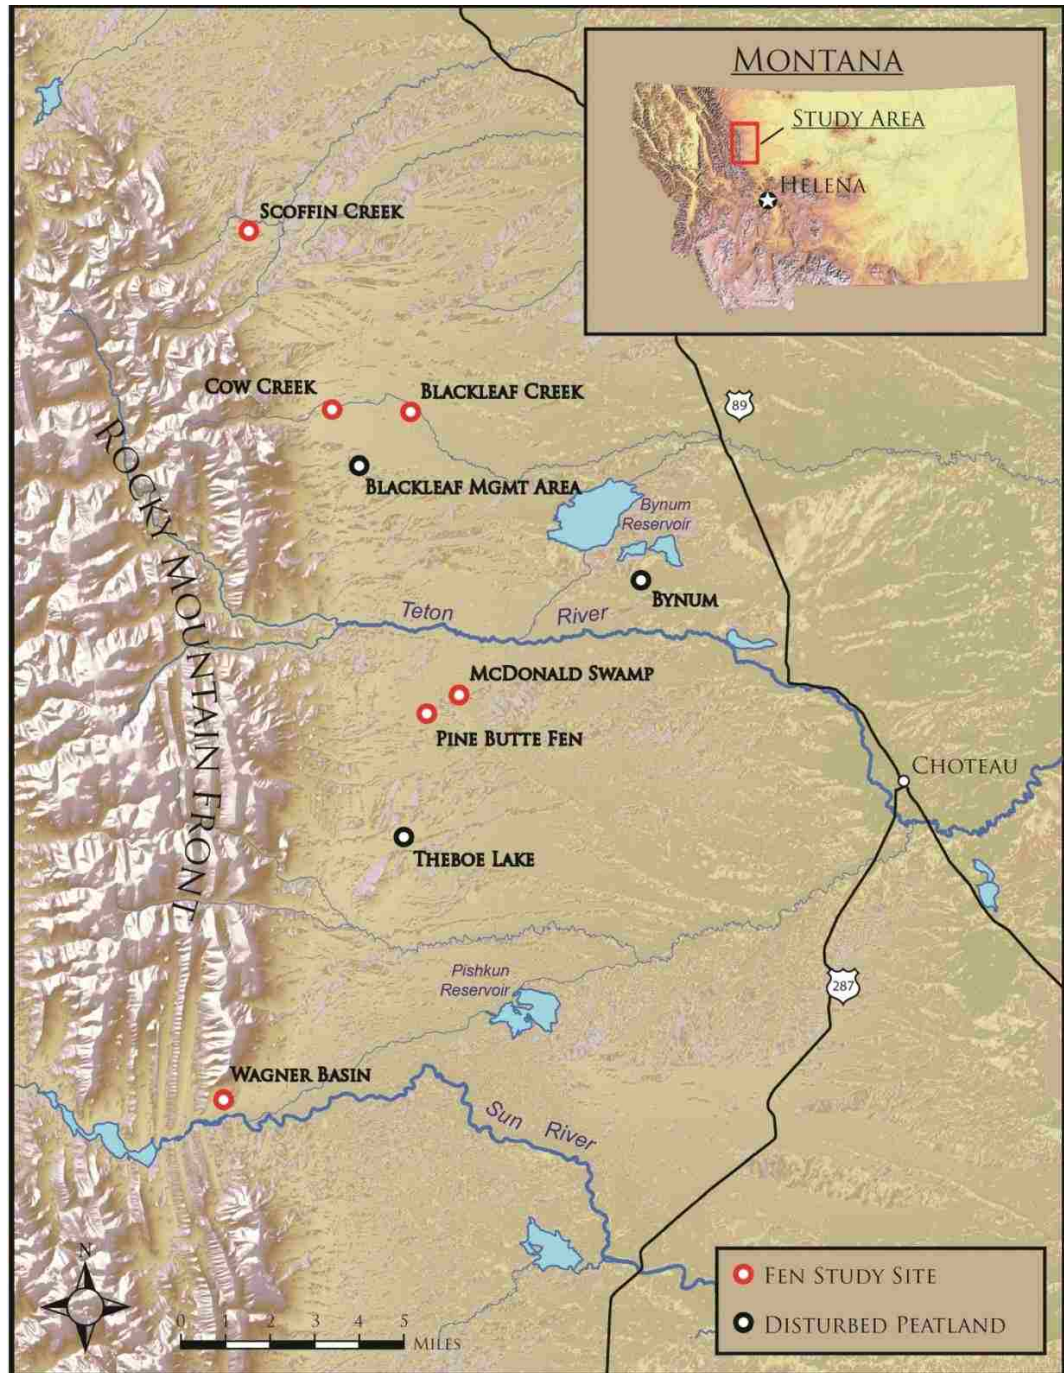 MONTANA
STUDY AREA
HELENA
SCOFFIN CREEK
COW CREEK
BLACKLEAF CREEK
89
BLACKLEAF MGMT AREA
Bynum
Reservoir
BYNUM
Teton River
ROCKY MOUNTAIN FRONT
MCDONALD SWAMP
PINE BUTTE FEN
CHOTEAU
THEBOE LAKE
Pishkun
Reservoir
287
WAGNER BASIN
Sun River
N
0 1 2 3 4 5
MILES
FEN STUDY SITE
DISTURBED PEATLAND